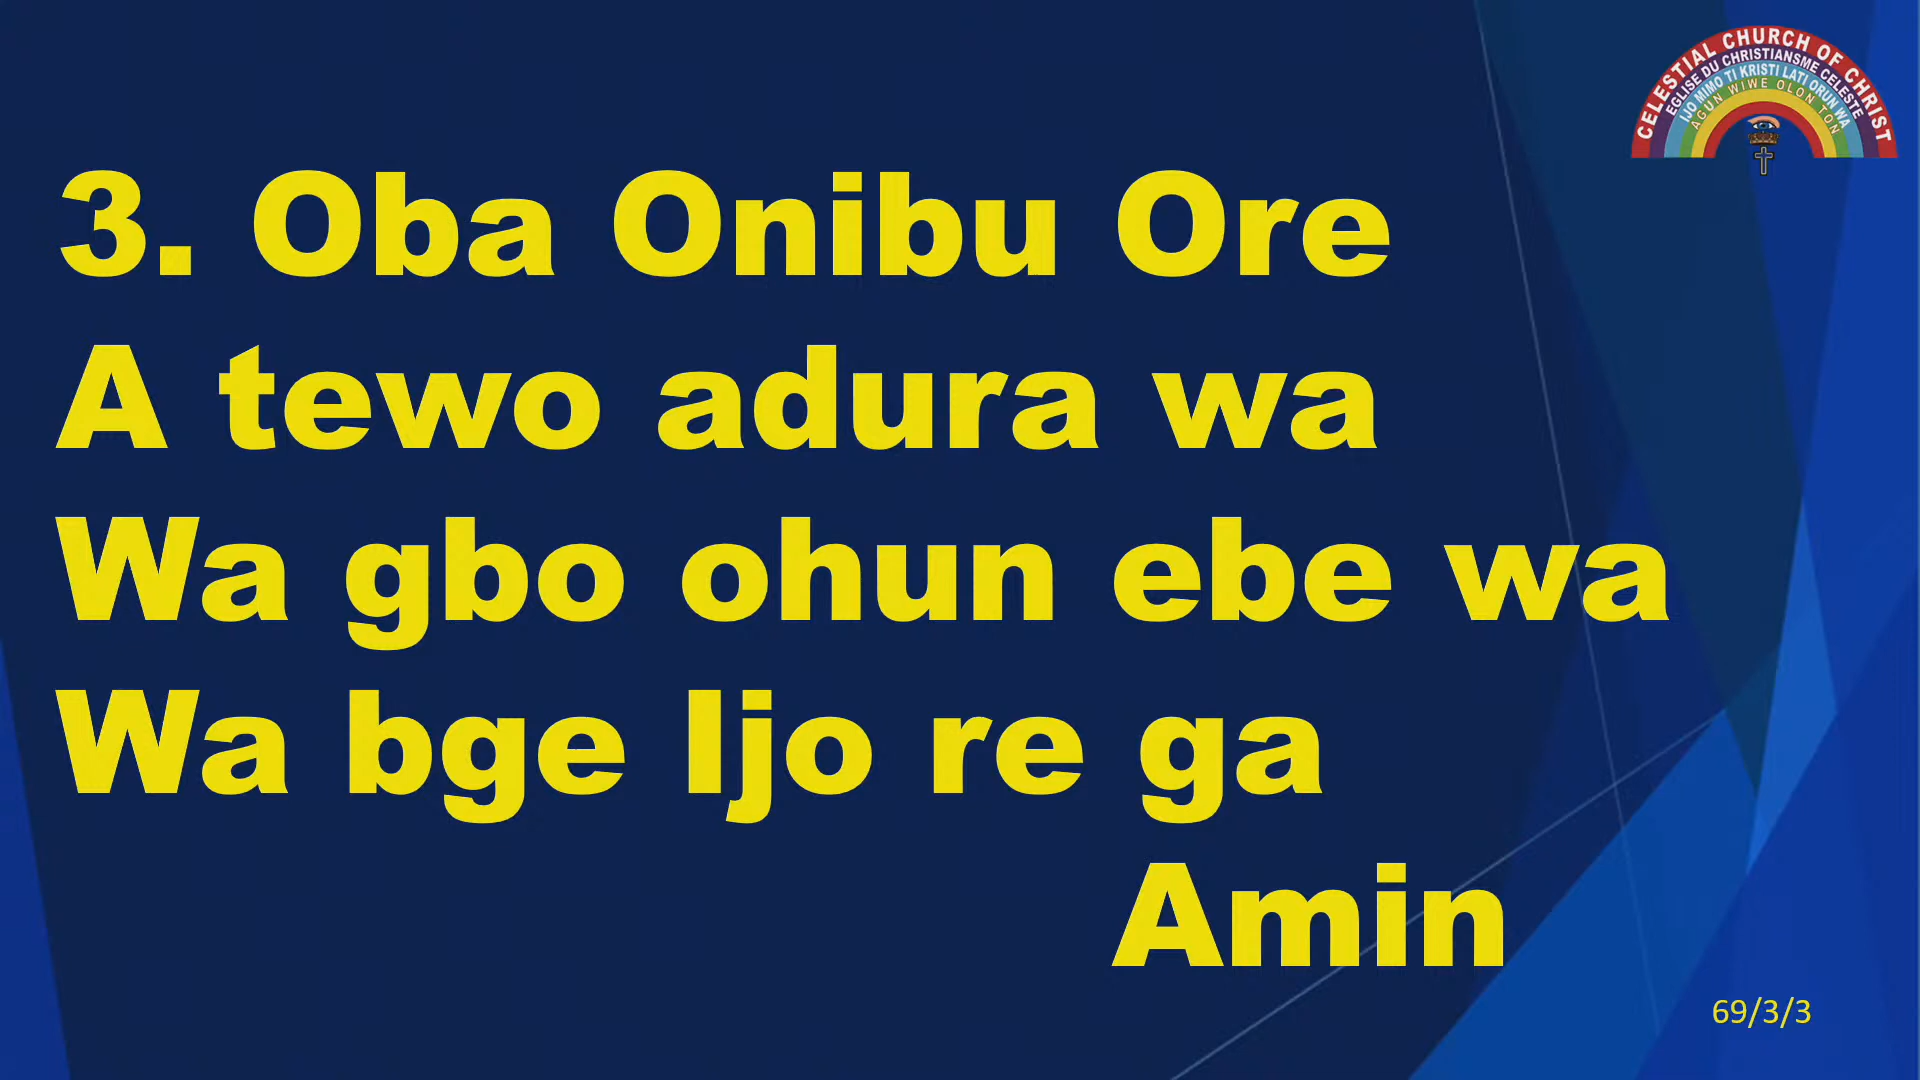 CELESTIAL CHURCH OF CHRIST
EGLISE DU CHRISTIANSME CELESTE
IJO MIMO TI KRISTI LATI ORUN WA
AGUN WIWE OLON TON
3. Oba Onibu Ore
A tewo adura wa
Wa gbo ohun ebe wa
Wa bge Ijo re ga
Amin
69/3/3